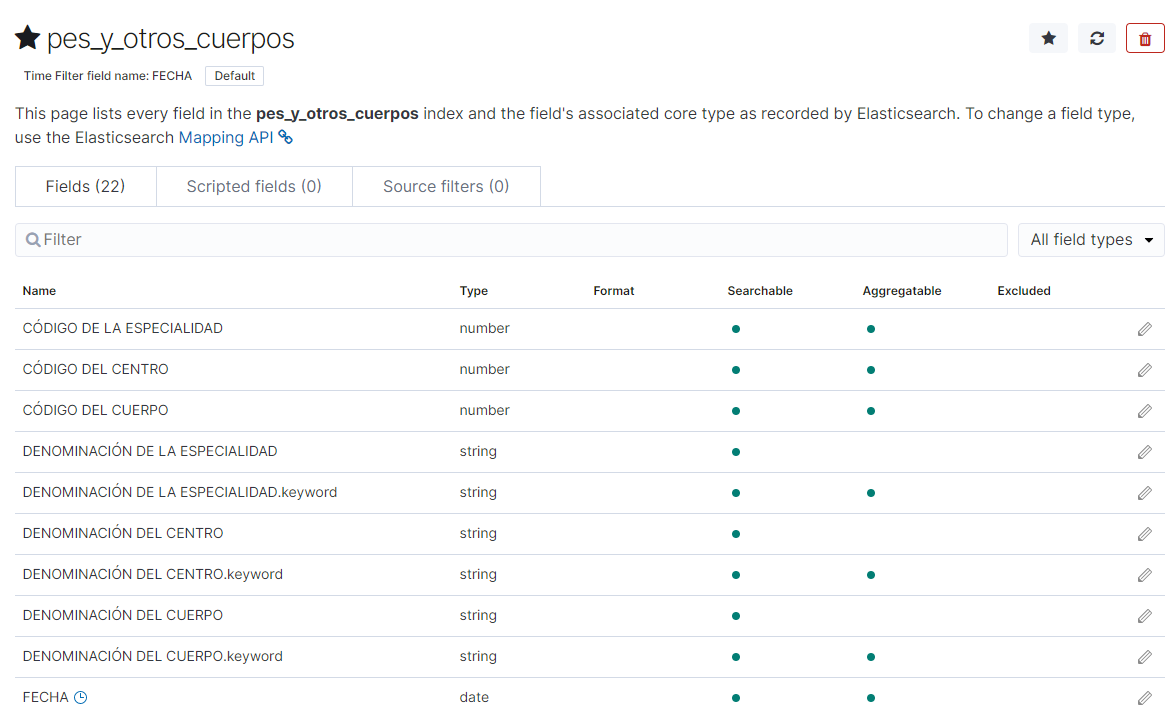 pes_y_otros_cuerpos
Time Filter field name: FECHA Default
This page lists every field in the pes_y_otros_cuerpos index and the field's associated core type as recorded by Elasticsearch. To change a field type,
use the Elasticsearch Mapping API
Fields (22) Scripted fields (0) Source filters (0)
Filter All field types
Name Type Format Searchable Aggregatable Excluded
CÓDIGO DE LA ESPECIALIDAD number
CÓDIGO DEL CENTRO number
CÓDIGO DEL CUERPO number
DENOMINACIÓN DE LA ESPECIALIDAD string
DENOMINACIÓN DE LA ESPECIALIDAD.keyword string
DENOMINACIÓN DEL CENTRO string
DENOMINACIÓN DEL CENTRO.keyword string
DENOMINACIÓN DEL CUERPO string
DENOMINACIÓN DEL CUERPO.keyword string
FECHA date